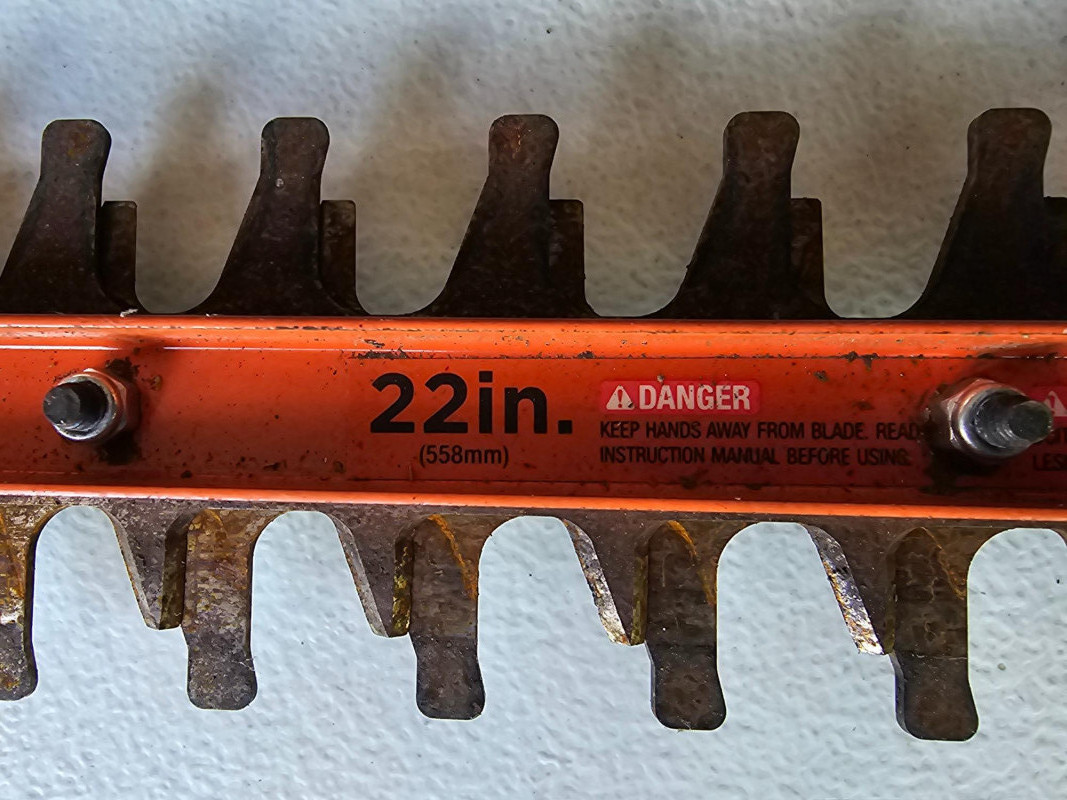 22in.
(558mm)
DANGER
KEEP HANDS AWAY FROM BLADE. READ
INSTRUCTION MANUAL BEFORE USING.